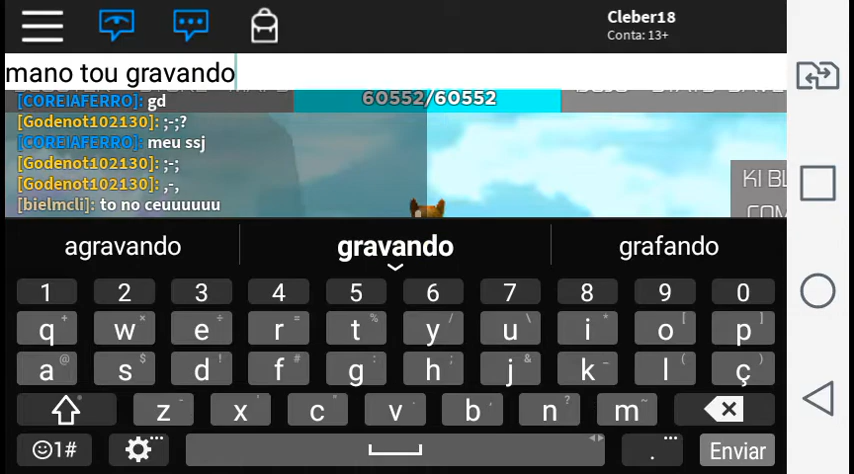 Cleber18
Conta: 13+
mano tou gravando
60552/60552
[COREIAFERRO]: gd
[Godenot102130]: ;-;?
[COREIAFERRO]: meu ssj
[Godenot102130]: ;-;
[Godenot102130]: ,-,
[bielmcli]: to no ceuuuuuu
KI BL
COM
agravando gravando grafando
1 2 3 4 5 6 7 8 9 0
q + w × e ÷ r = t % y / u \ i * o [ p ]
a @ s $ d ! f # g : h ; j & k _ l ( ç )
z - x ' c " v , b . n ? m ~
☺1# . Enviar